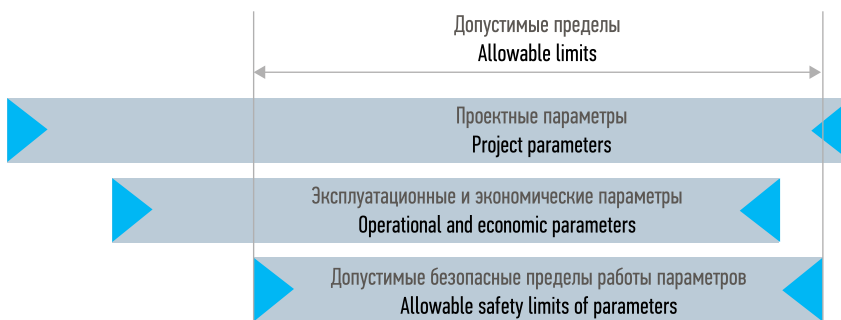 Допустимые пределы
Allowable limits
Проектные параметры
Project parameters
Эксплуатационные и экономические параметры
Operational and economic parameters
Допустимые безопасные пределы работы параметров
Allowable safety limits of parameters